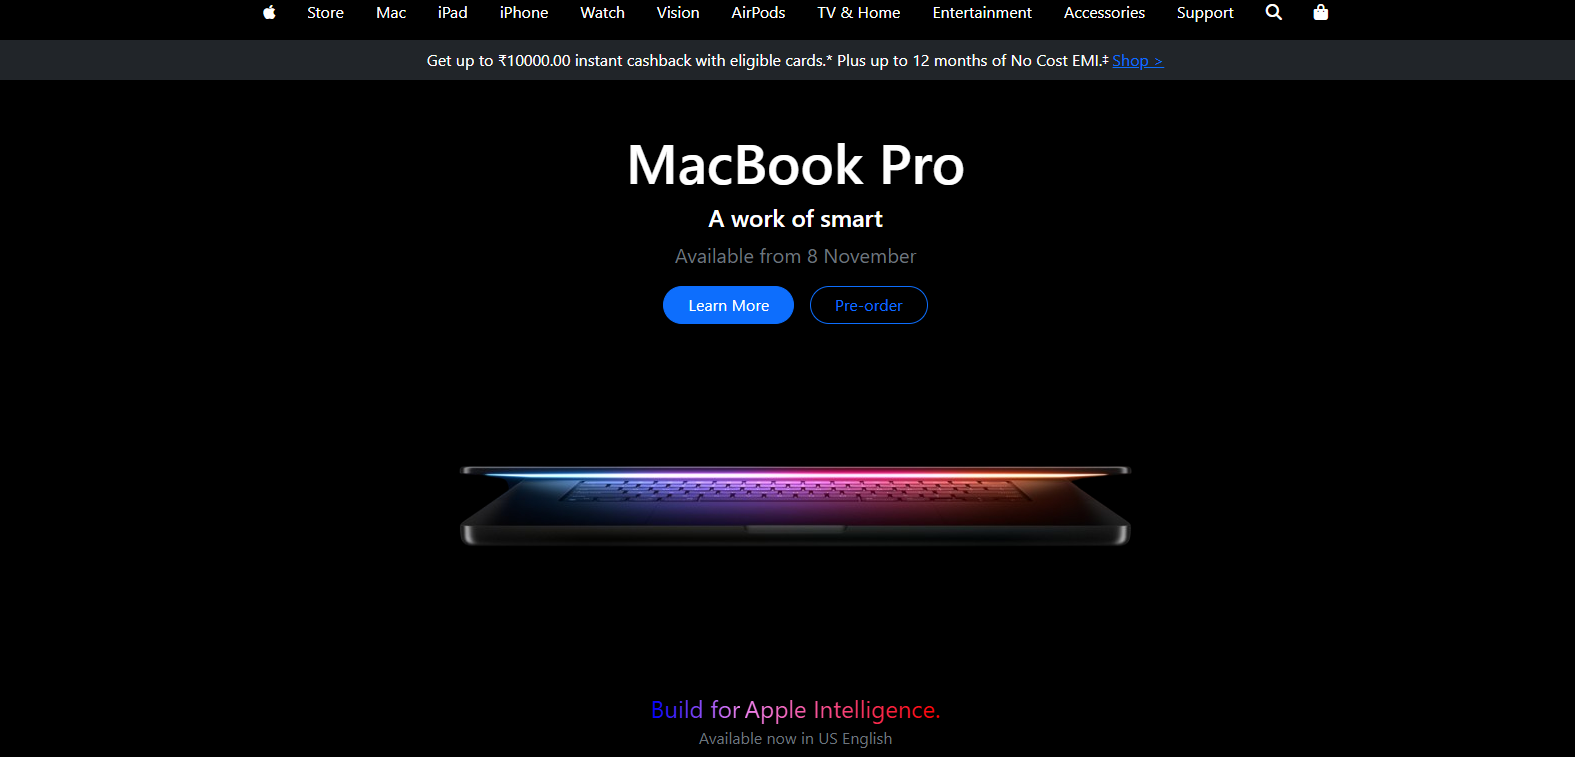 Store Mac iPad iPhone Watch Vision AirPods TV & Home Entertainment Accessories Support
Get up to ₹10000.00 instant cashback with eligible cards.* Plus up to 12 months of No Cost EMI.‡ Shop >
MacBook Pro
A work of smart
Available from 8 November
Learn More Pre-order
Build for Apple Intelligence.
Available now in US English